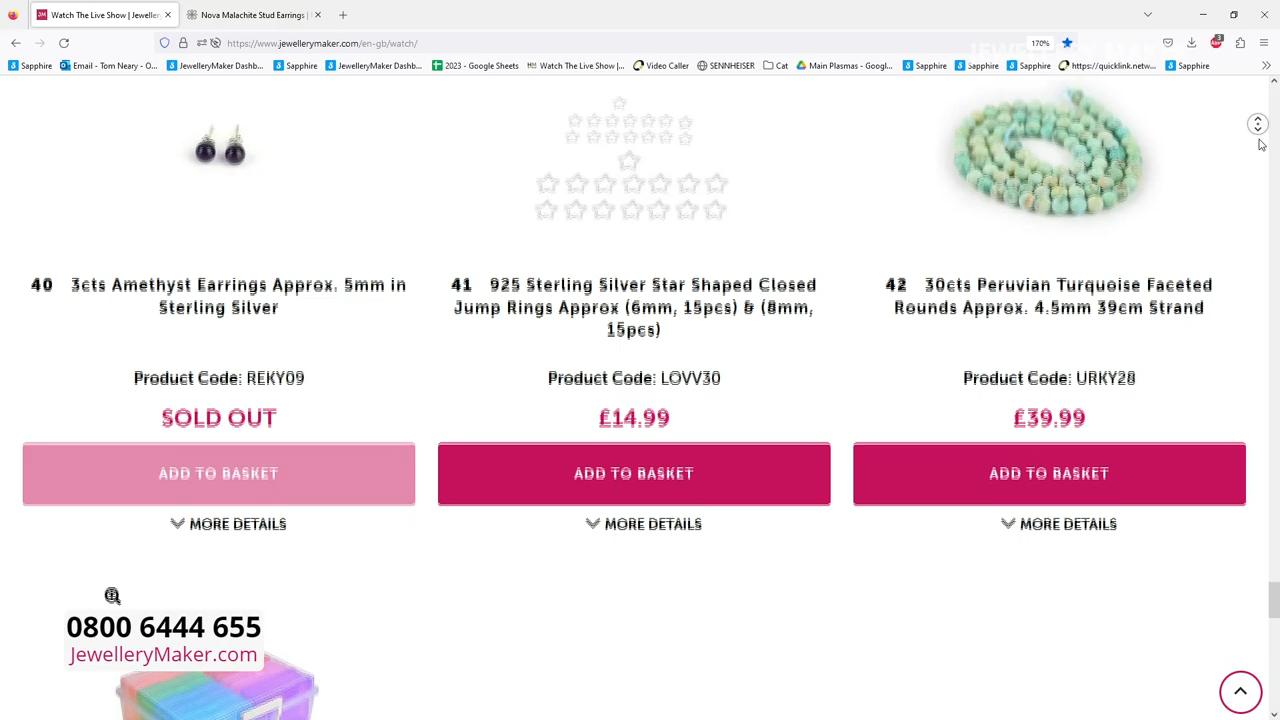 Watch The Live Show | Jewellery
Nova Malachite Stud Earrings |
https://www.jewellerymaker.com/en-gb/watch/
170%
3
Sapphire
Email - Tom Neary - O...
JewelleryMaker Dashb...
Sapphire
JewelleryMaker Dashb...
2023 - Google Sheets
Watch The Live Show |...
Video Caller
SENNHEISER
Cat
Main Plasmas - Googl...
Sapphire
Sapphire
Sapphire
https://quicklink.netw...
Sapphire
40 3cts Amethyst Earrings Approx. 5mm in
Sterling Silver
Product Code: REKY09
SOLD OUT
ADD TO BASKET
MORE DETAILS
41 925 Sterling Silver Star Shaped Closed
Jump Rings Approx (6mm, 15pcs) & (8mm,
15pcs)
Product Code: LOVV30
£14.99
ADD TO BASKET
MORE DETAILS
42 30cts Peruvian Turquoise Faceted
Rounds Approx. 4.5mm 39cm Strand
Product Code: URKY28
£39.99
ADD TO BASKET
MORE DETAILS
0800 6444 655
JewelleryMaker.com